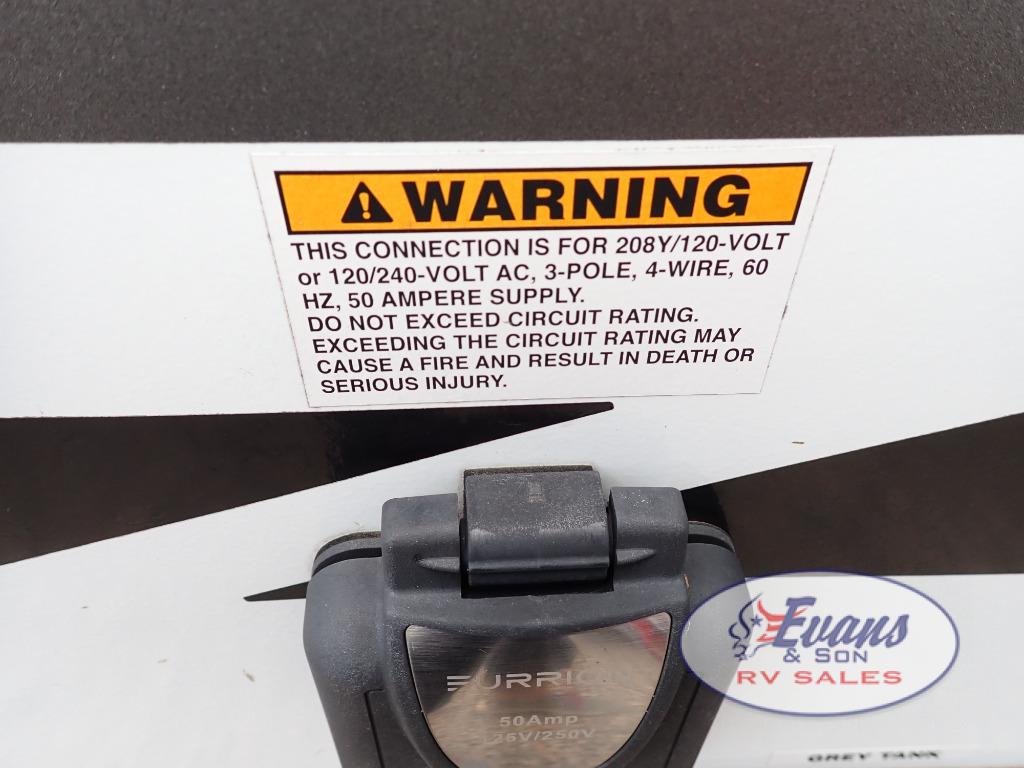 WARNING
THIS CONNECTION IS FOR 208Y/120-VOLT
or 120/240-VOLT AC, 3-POLE, 4-WIRE, 60
HZ, 50 AMPERE SUPPLY.
DO NOT EXCEED CIRCUIT RATING.
EXCEEDING THE CIRCUIT RATING MAY
CAUSE A FIRE AND RESULT IN DEATH OR
SERIOUS INJURY.
50Amp
Evans
& SON
RV SALES
GREY TANK